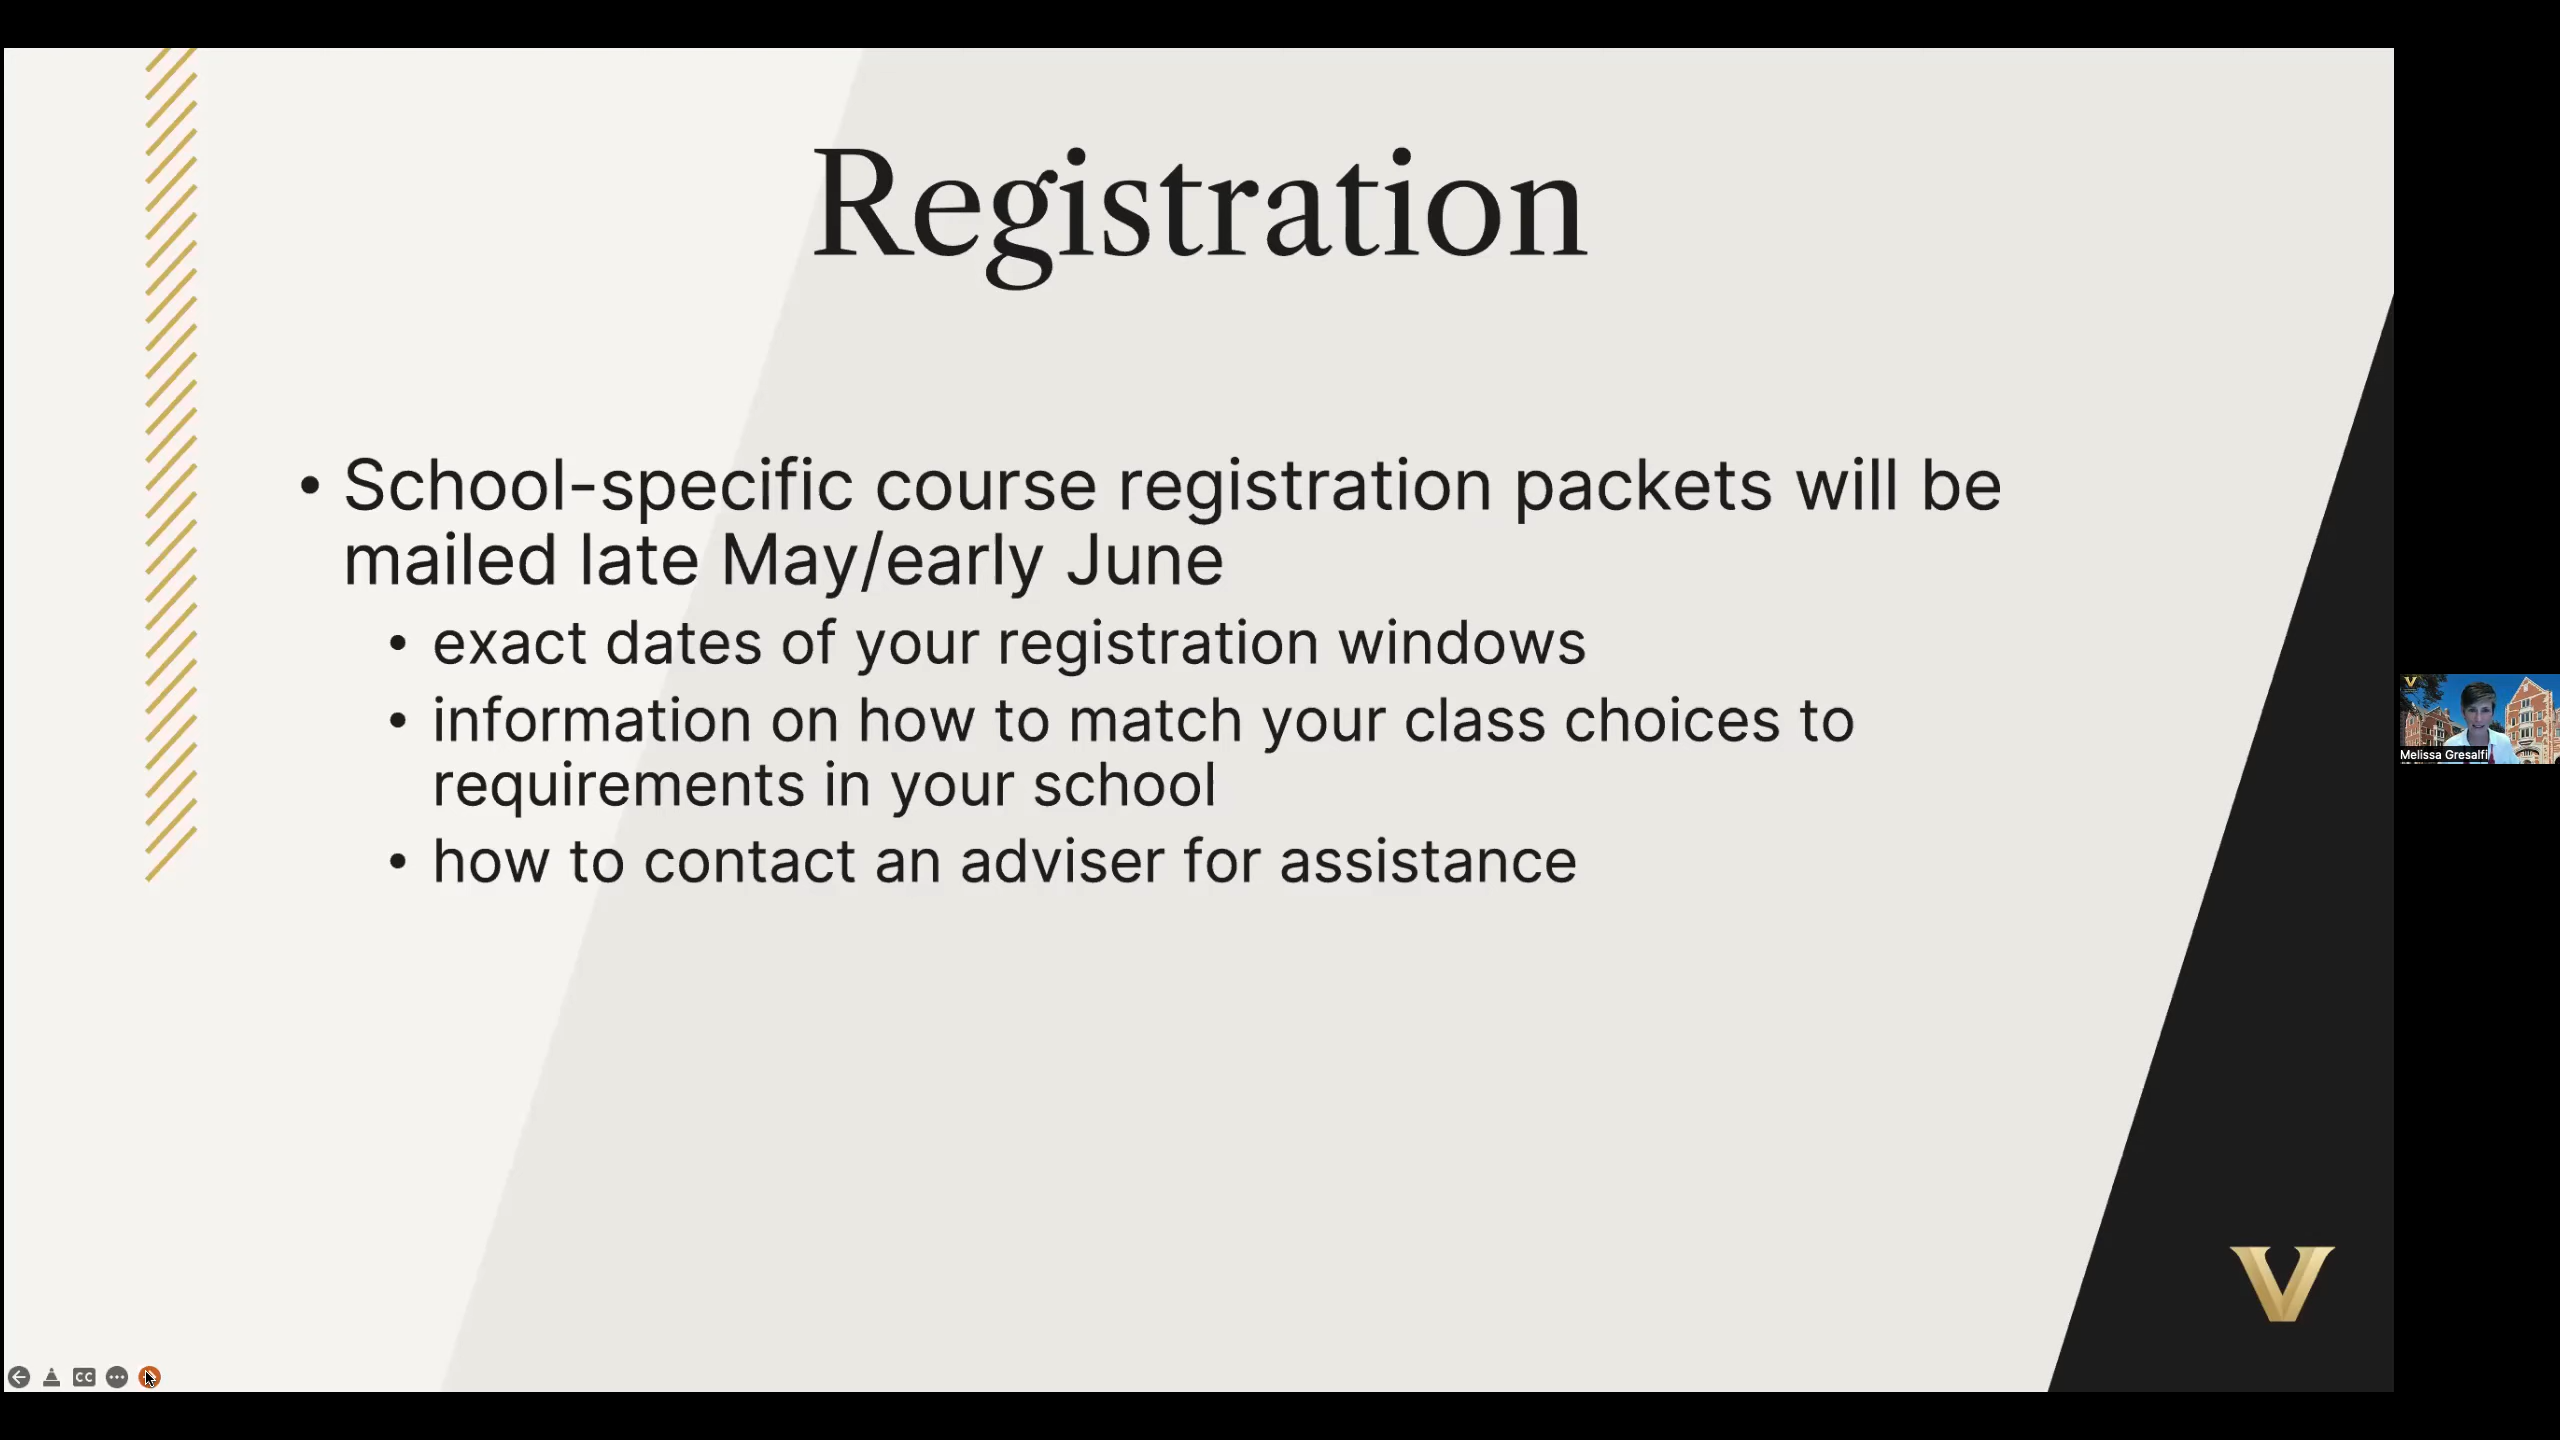 Registration
• School-specific course registration packets will be
mailed late May/early June
• exact dates of your registration windows
• information on how to match your class choices to
requirements in your school
• how to contact an adviser for assistance
Melissa Gresalfi
V
CC